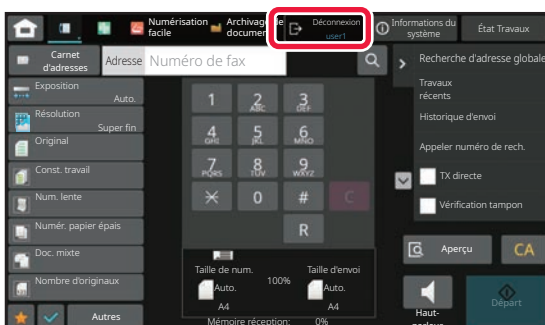 Numérisation facile
Archivage de documen
Déconnexion
user1
Informations du système
État Travaux
Carnet d'adresses
Adresse
Numéro de fax
Recherche d'adresse globale
Exposition
Auto.
Résolution
Super fin
Original
Const. travail
Num. lente
Numér. papier épais
Doc. mixte
Nombre d'originaux
Autres
1
2 ABC
3 DEF
4 GHI
5 JKL
6 MNO
7 PQRS
8 TUV
9 WXYZ
0
#
C
R
Taille de num.
Auto.
A4
100%
Taille d'envoi
Auto.
A4
Mémoire réception: 0%
Travaux récents
Historique d'envoi
Appeler numéro de rech.
TX directe
Vérification tampon
Aperçu
CA
Haut-
Départ